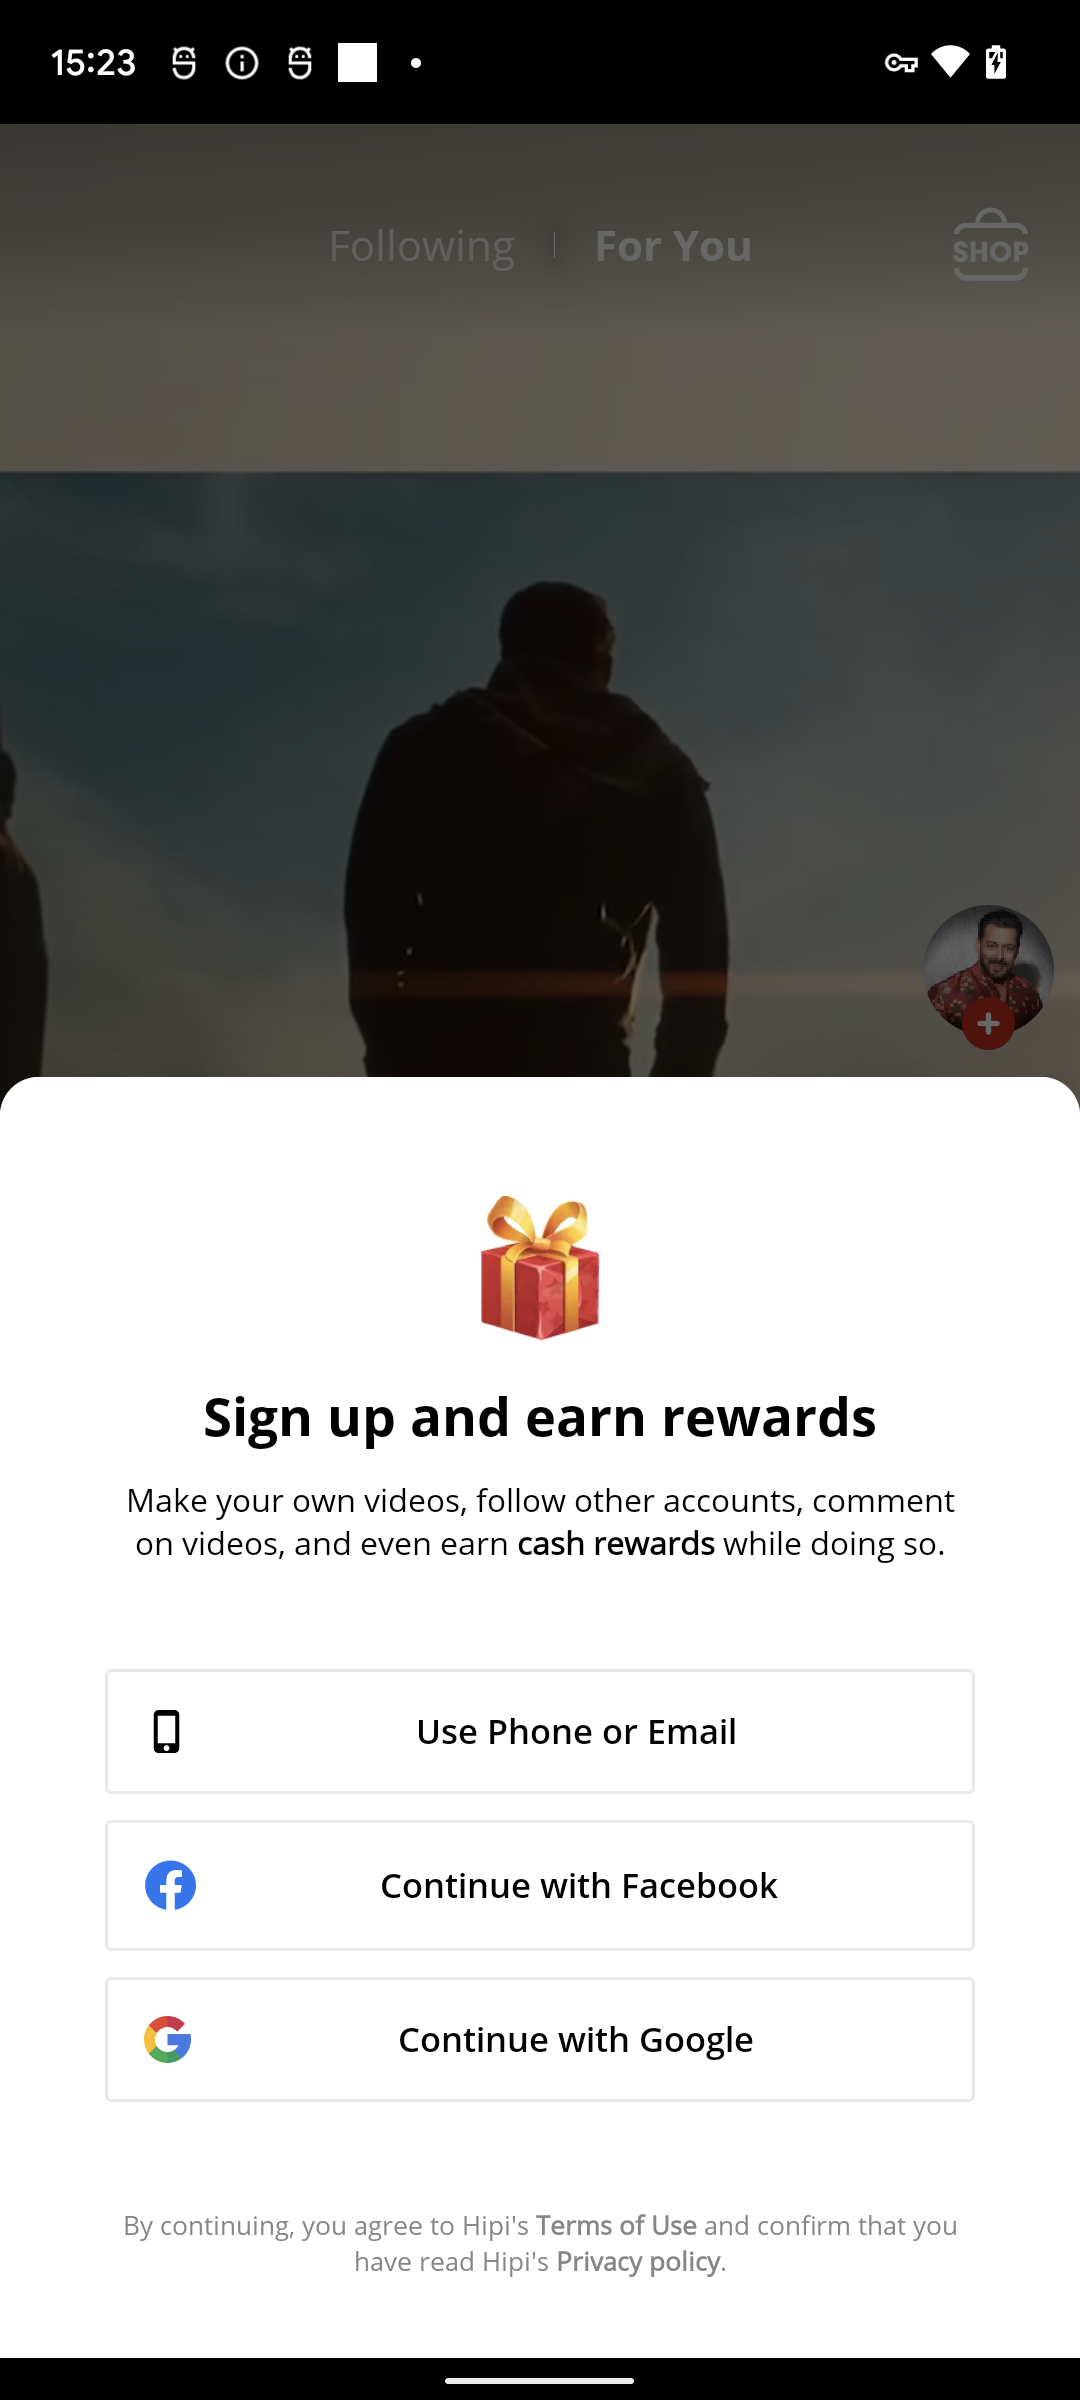 15:23
Following
For You
SHOP
Sign up and earn rewards
Make your own videos, follow other accounts, comment
on videos, and even earn cash rewards while doing so.
Use Phone or Email
Continue with Facebook
Continue with Google
By continuing, you agree to Hipi's Terms of Use and confirm that you
have read Hipi's Privacy policy.